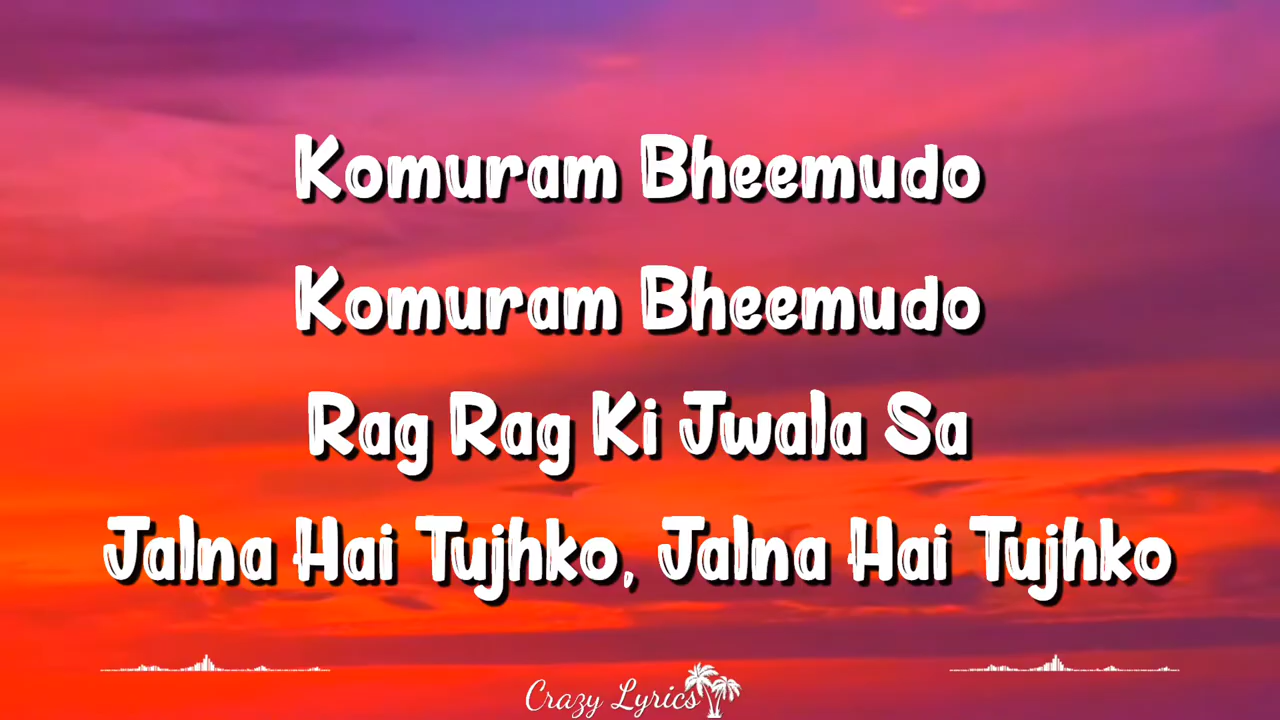 Komuram Bheemudo
Komuram Bheemudo
Rag Rag Ki Jwala Sa
Jalna Hai Tujhko, Jalna Hai Tujhko
Crazy Lyrics